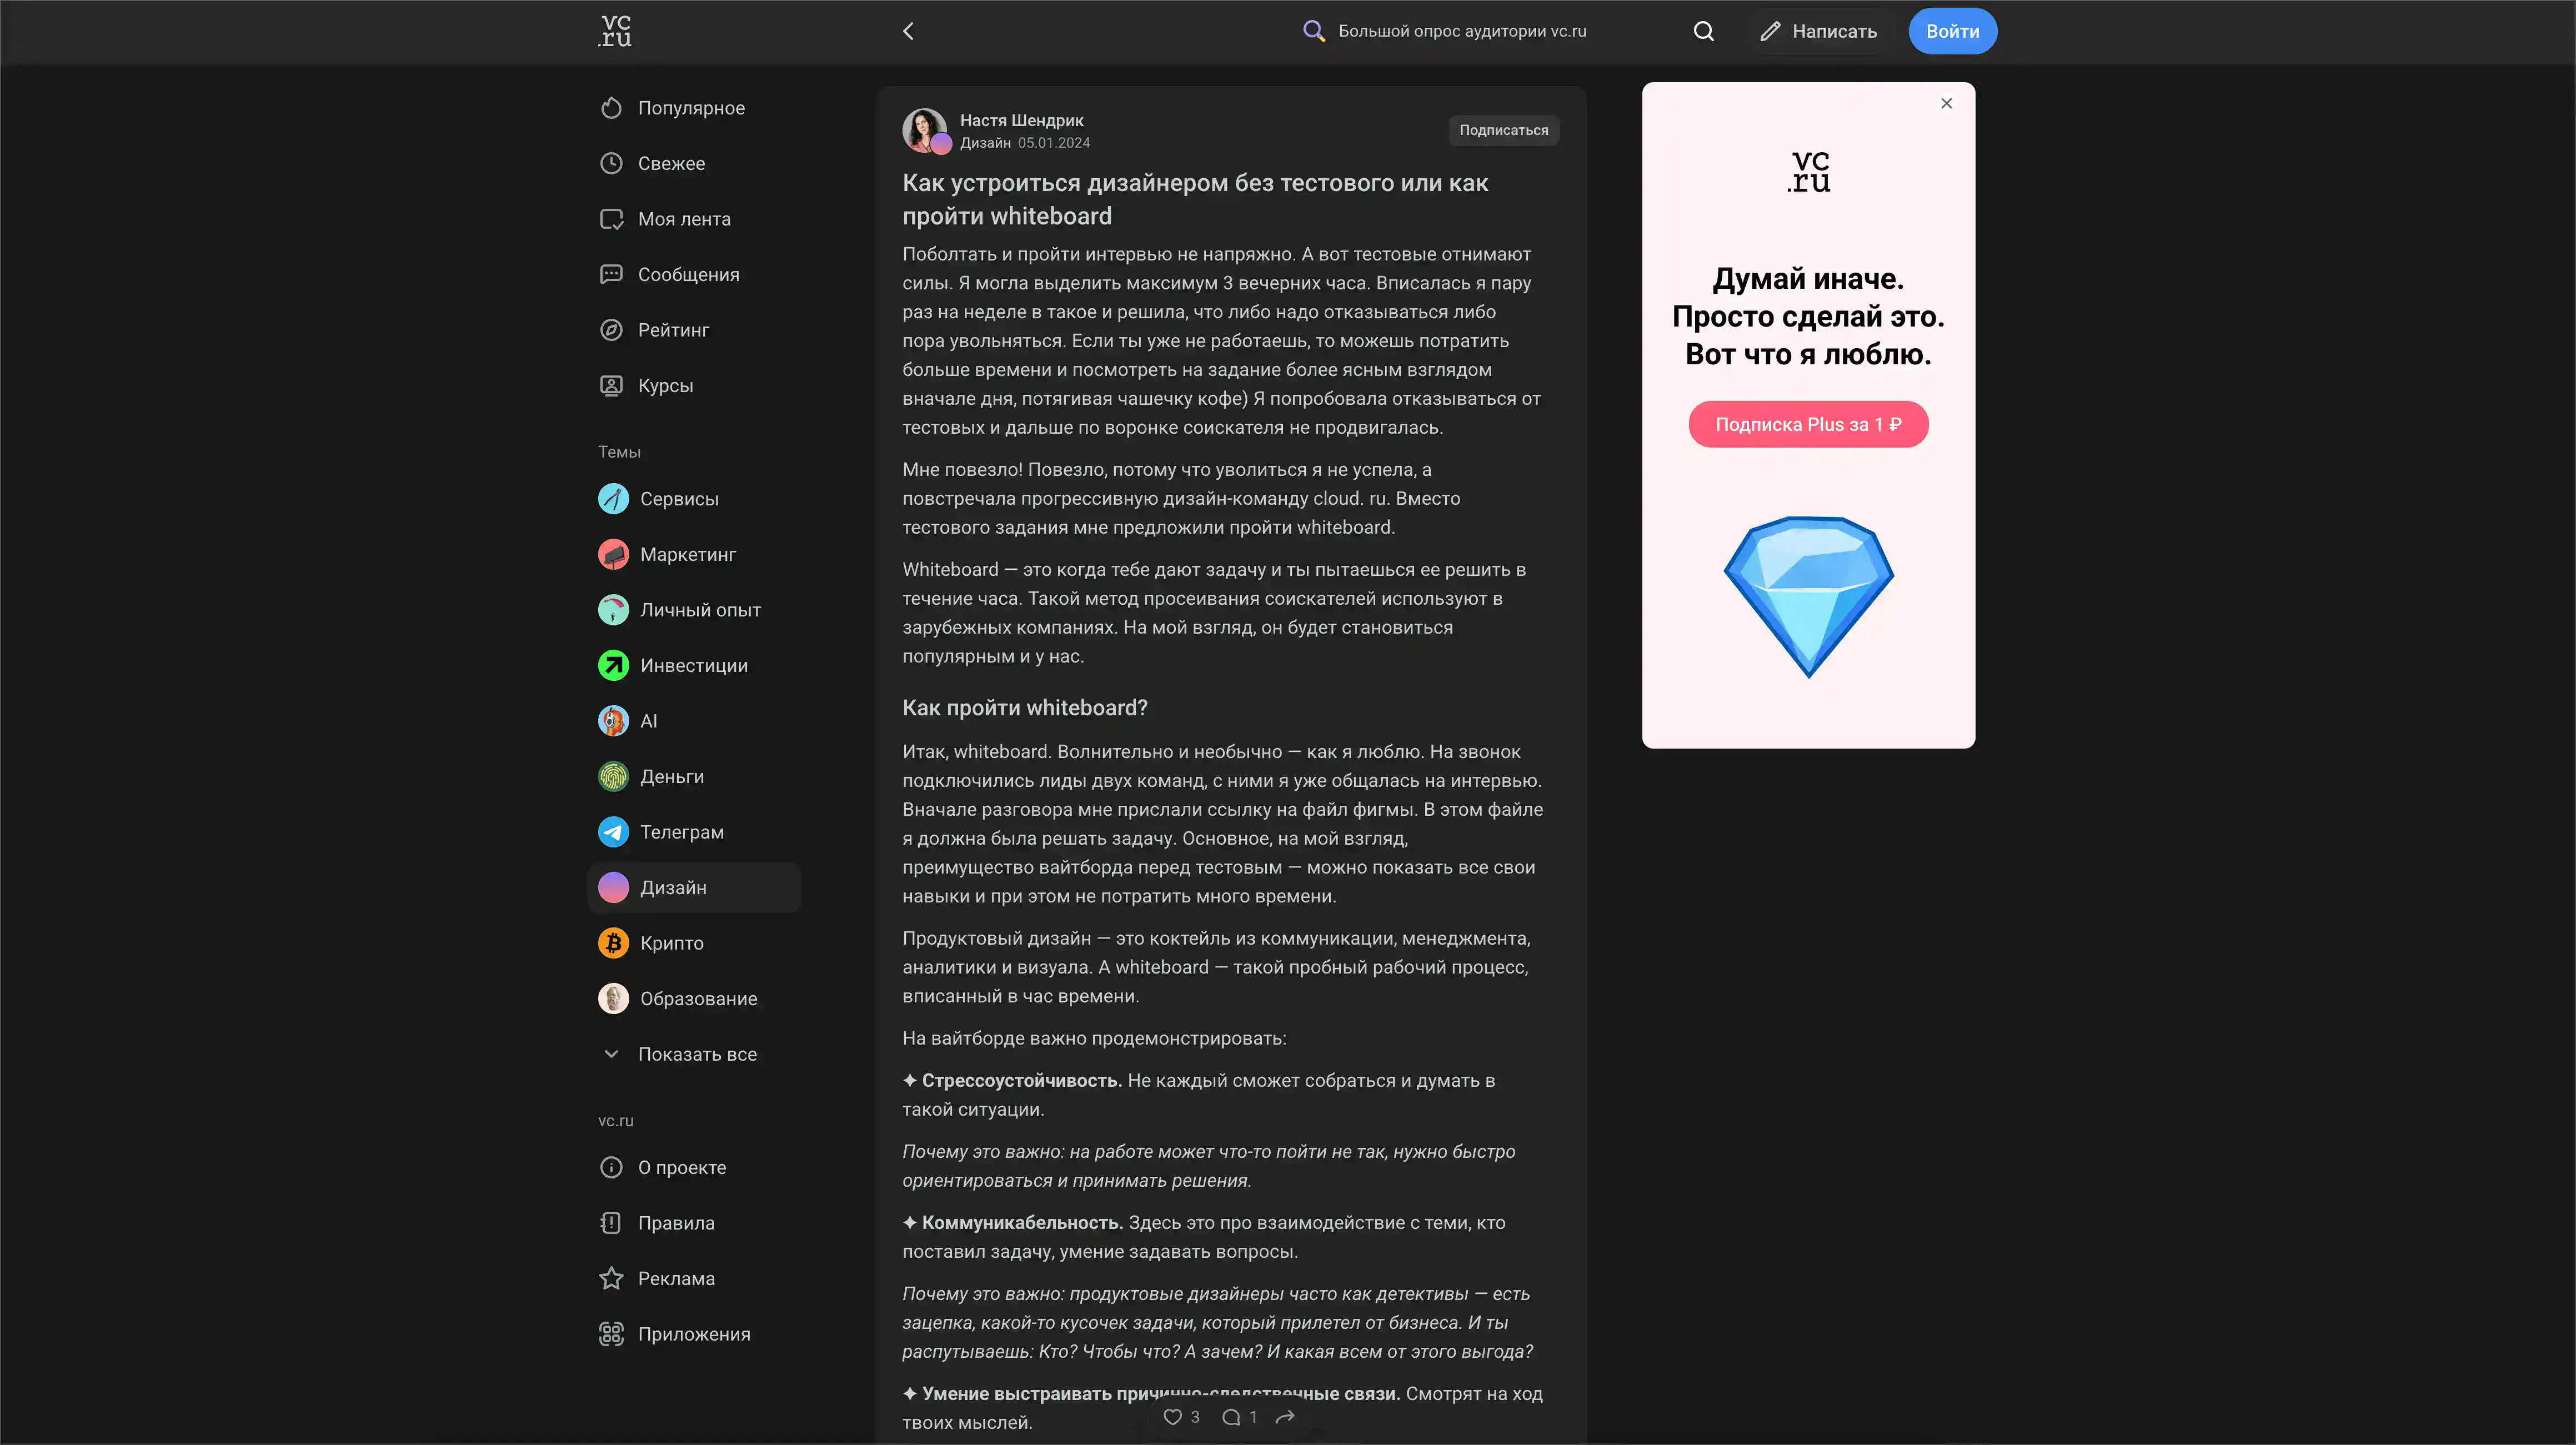 vc
.ru
Большой опрос аудитории vc.ru
Написать
Войти
Популярное
Свежее
Моя лента
Сообщения
Рейтинг
Курсы
Темы
Сервисы
Маркетинг
Личный опыт
Инвестиции
AI
Деньги
Телеграм
Дизайн
Крипто
Образование
Показать все
vc.ru
О проекте
Правила
Реклама
Приложения
Настя Шендрик
Дизайн 05.01.2024
Подписаться
Как устроиться дизайнером без тестового или как
пройти whiteboard
Поболтать и пройти интервью не напряжно. А вот тестовые отнимают
силы. Я могла выделить максимум 3 вечерних часа. Вписалась я пару
раз на неделе в такое и решила, что либо надо отказываться либо
пора увольняться. Если ты уже не работаешь, то можешь потратить
больше времени и посмотреть на задание более ясным взглядом
вначале дня, потягивая чашечку кофе) Я попробовала отказываться от
тестовых и дальше по воронке соискателя не продвигалась.
Мне повезло! Повезло, потому что уволиться я не успела, а
повстречала прогрессивную дизайн-команду cloud. ru. Вместо
тестового задания мне предложили пройти whiteboard.
Whiteboard — это когда тебе дают задачу и ты пытаешься ее решить в
течение часа. Такой метод просеивания соискателей используют в
зарубежных компаниях. На мой взгляд, он будет становиться
популярным и у нас.
Как пройти whiteboard?
Итак, whiteboard. Волнительно и необычно — как я люблю. На звонок
подключились лиды двух команд, с ними я уже общалась на интервью.
Вначале разговора мне прислали ссылку на файл фигмы. В этом файле
я должна была решать задачу. Основное, на мой взгляд,
преимущество вайтборда перед тестовым — можно показать все свои
навыки и при этом не потратить много времени.
Продуктовый дизайн — это коктейль из коммуникации, менеджмента,
аналитики и визуала. А whiteboard — такой пробный рабочий процесс,
вписанный в час времени.
На вайтборде важно продемонстрировать:
✦ Стрессоустойчивость. Не каждый сможет собраться и думать в
такой ситуации.
Почему это важно: на работе может что-то пойти не так, нужно быстро
ориентироваться и принимать решения.
✦ Коммуникабельность. Здесь это про взаимодействие с теми, кто
поставил задачу, умение задавать вопросы.
Почему это важно: продуктовые дизайнеры часто как детективы — есть
зацепка, какой-то кусочек задачи, который прилетел от бизнеса. И ты
распутываешь: Кто? Чтобы что? А зачем? И какая всем от этого выгода?
✦ Умение выстраивать причинно-следственные связи. Смотрят на ход
твоих мыслей.
3 1
vc
.ru
Думай иначе.
Просто сделай это.
Вот что я люблю.
Подписка Plus за 1 ₽